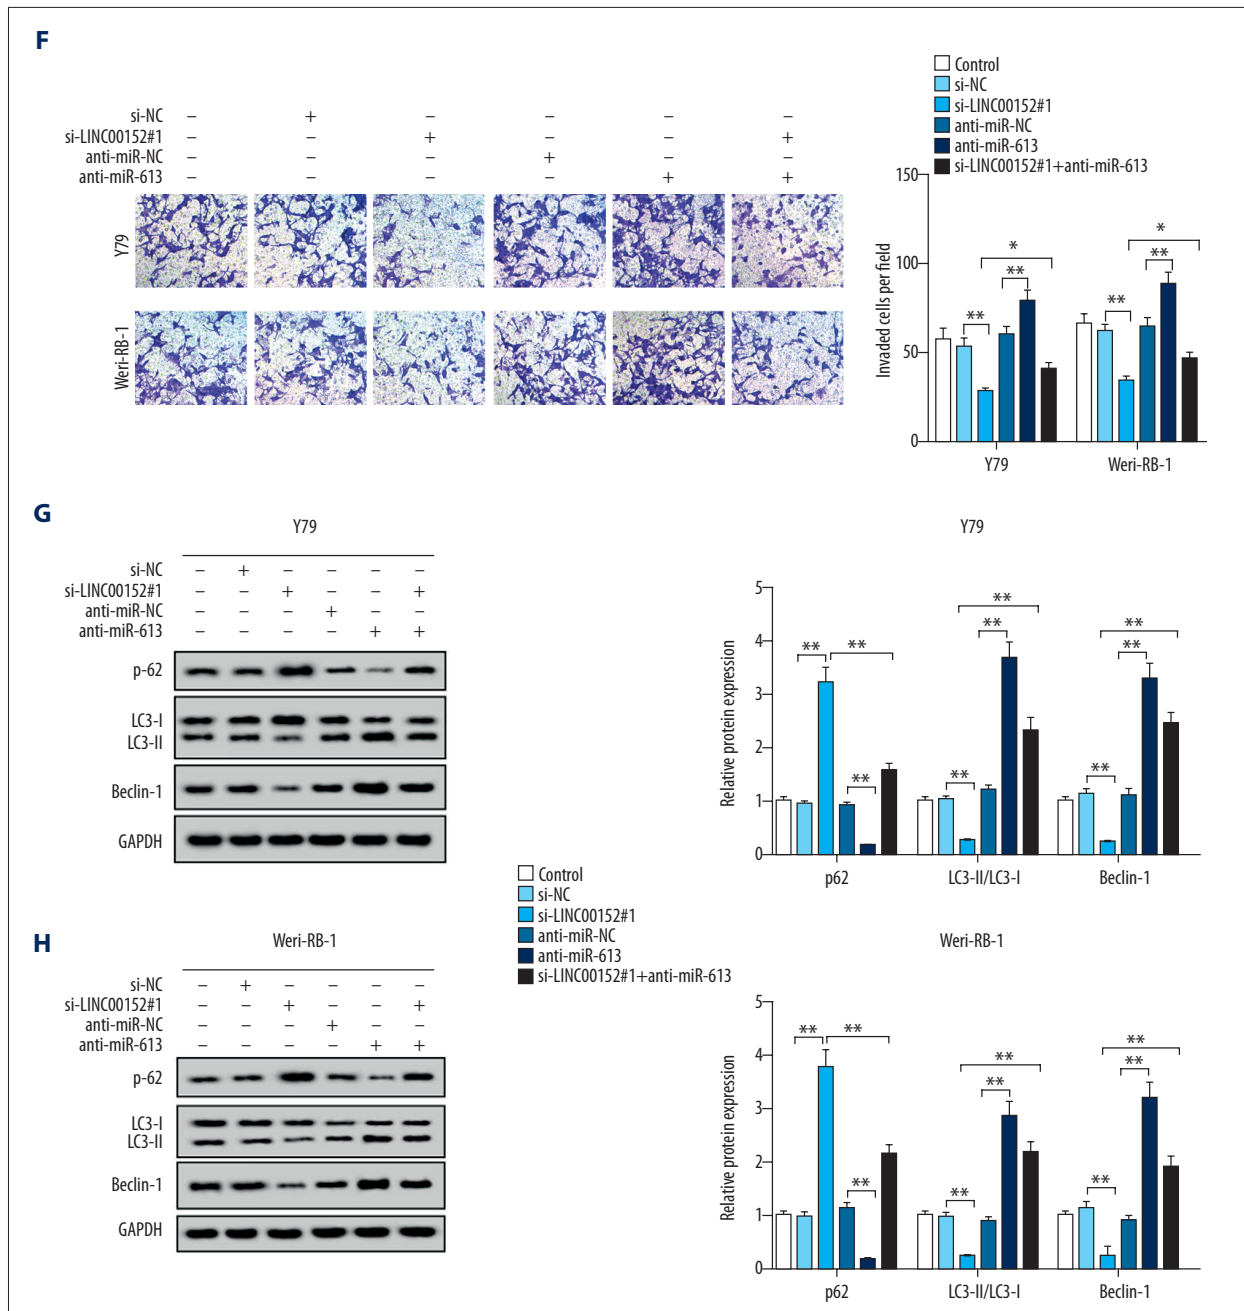 F
si-NC – + – – – –
si-LINC00152#1 – – + – – +
anti-miR-NC – – – + – –
anti-miR-613 – – – – + +
Y79
Weri-RB-1
Control
si-NC
si-LINC00152#1
anti-miR-NC
anti-miR-613
si-LINC00152#1+anti-miR-613
Invaded cells per field
150
100
50
0
* ** ** * ** **
Y79 Weri-RB-1
G
Y79
si-NC – + – – – –
si-LINC00152#1 – – + – – +
anti-miR-NC – – – + – –
anti-miR-613 – – – – + +
p-62
LC3-I
LC3-II
Beclin-1
GAPDH
Y79
Relative protein expression
5
4
3
2
1
0
** ** ** ** ** ** ** ** **
p62 LC3-II/LC3-I Beclin-1
Control
si-NC
si-LINC00152#1
anti-miR-NC
anti-miR-613
si-LINC00152#1+anti-miR-613
H
Weri-RB-1
si-NC – + – – – –
si-LINC00152#1 – – + – – +
anti-miR-NC – – – + – –
anti-miR-613 – – – – + +
p-62
LC3-I
LC3-II
Beclin-1
GAPDH
Weri-RB-1
Relative protein expression
5
4
3
2
1
0
** ** ** ** ** ** ** ** **
p62 LC3-II/LC3-I Beclin-1